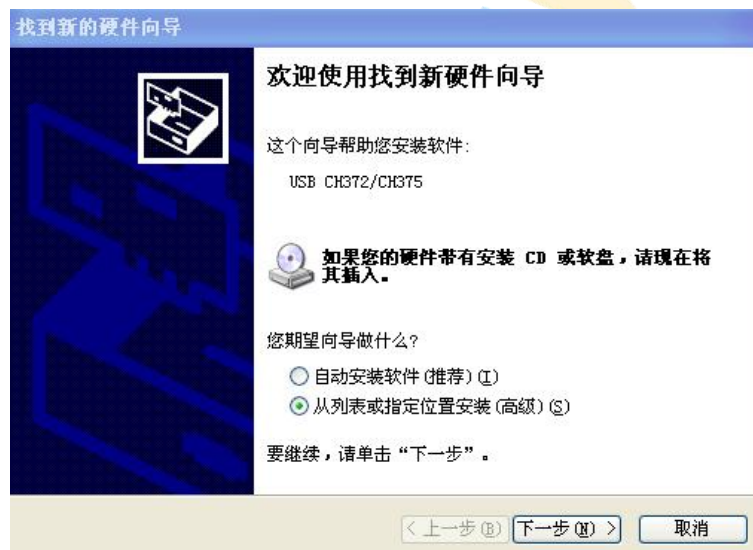 找到新的硬件向导
欢迎使用找到新硬件向导
这个向导帮助您安装软件:
USB CH372/CH375
如果您的硬件带有安装 CD 或软盘，请现在将
其插入。
您期望向导做什么?
自动安装软件(推荐)(I)
从列表或指定位置安装(高级)(S)
要继续，请单击“下一步”。
< 上一步(B)
下一步(N) >
取消